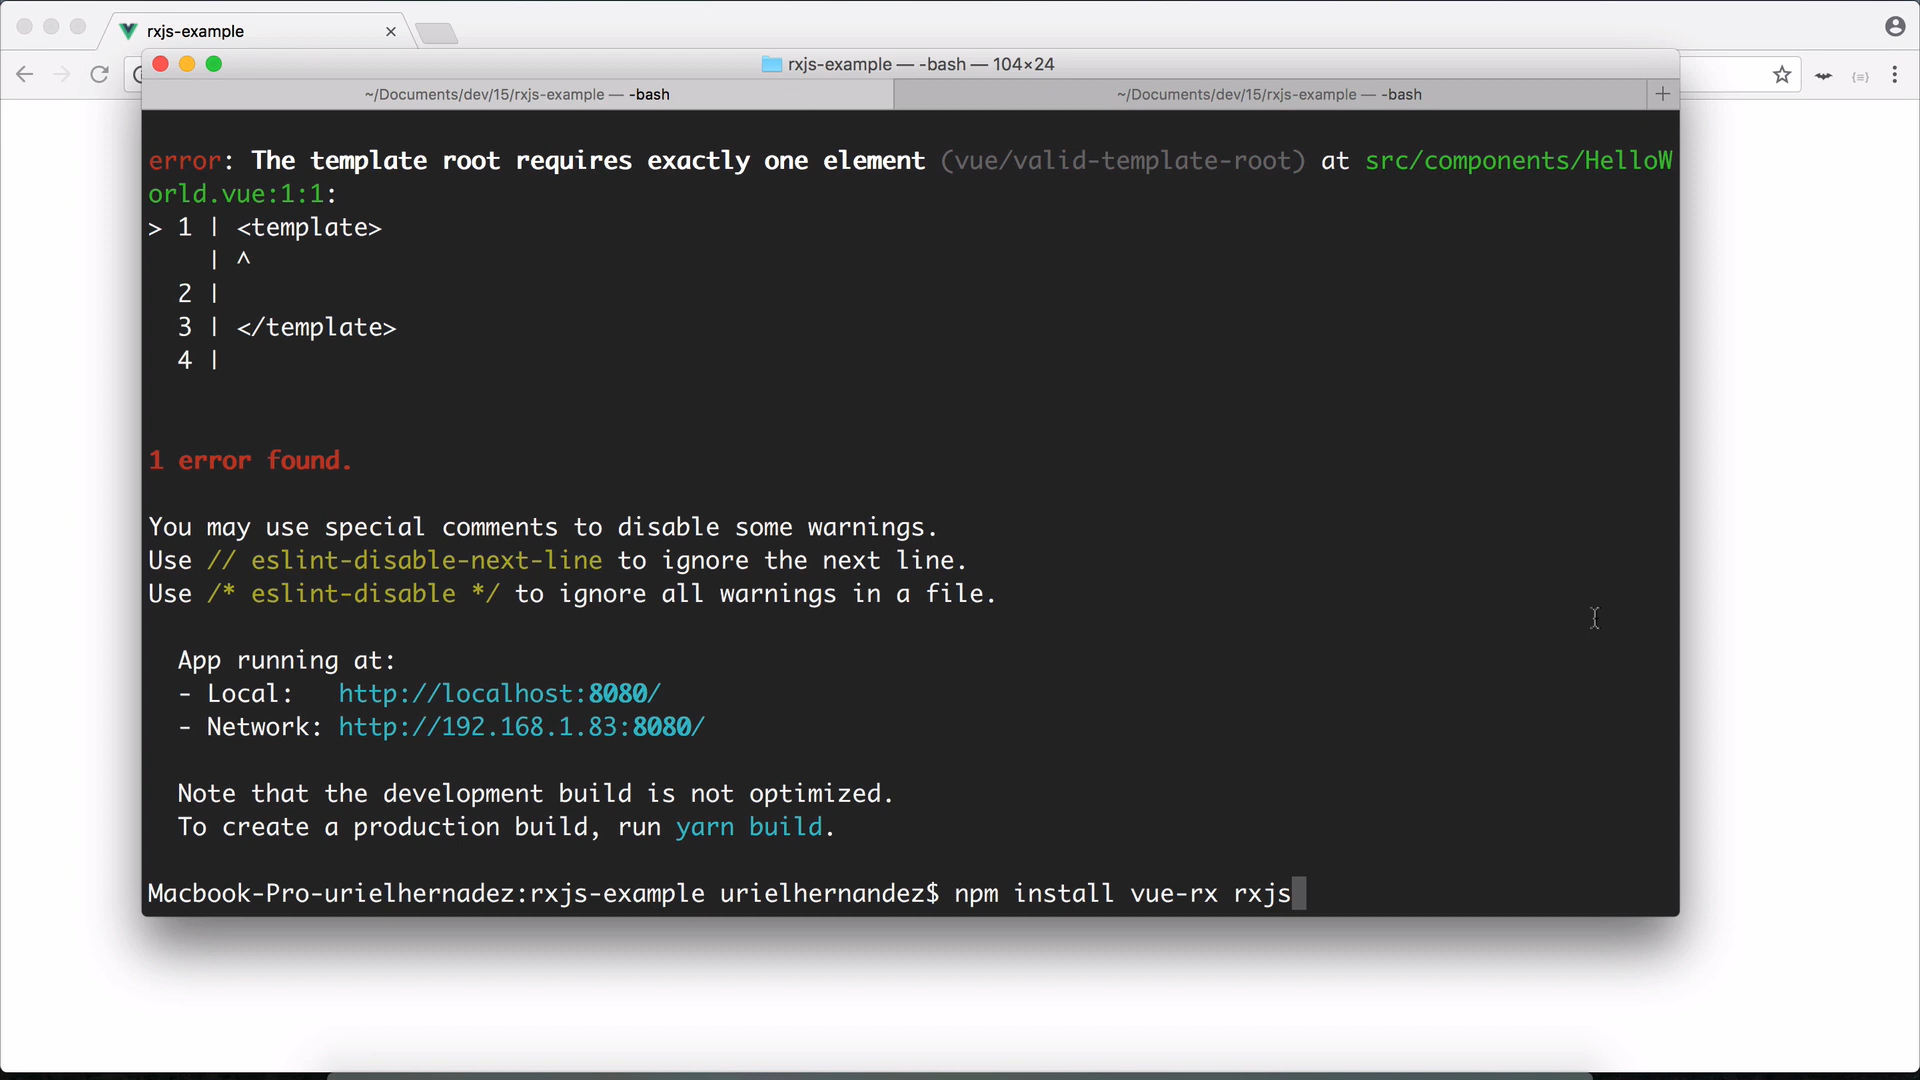 rxjs-example
rxjs-example — -bash — 104×24
~/Documents/dev/15/rxjs-example — -bash
~/Documents/dev/15/rxjs-example — -bash
error: The template root requires exactly one element (vue/valid-template-root) at src/components/HelloW
orld.vue:1:1:
> 1 | <template>
| ^
2 |
3 | </template>
4 |
1 error found.
You may use special comments to disable some warnings.
Use // eslint-disable-next-line to ignore the next line.
Use /* eslint-disable */ to ignore all warnings in a file.
App running at:
- Local: http://localhost:8080/
- Network: http://192.168.1.83:8080/
Note that the development build is not optimized.
To create a production build, run yarn build.
Macbook-Pro-urielhernadez:rxjs-example urielhernandez$ npm install vue-rx rxjs